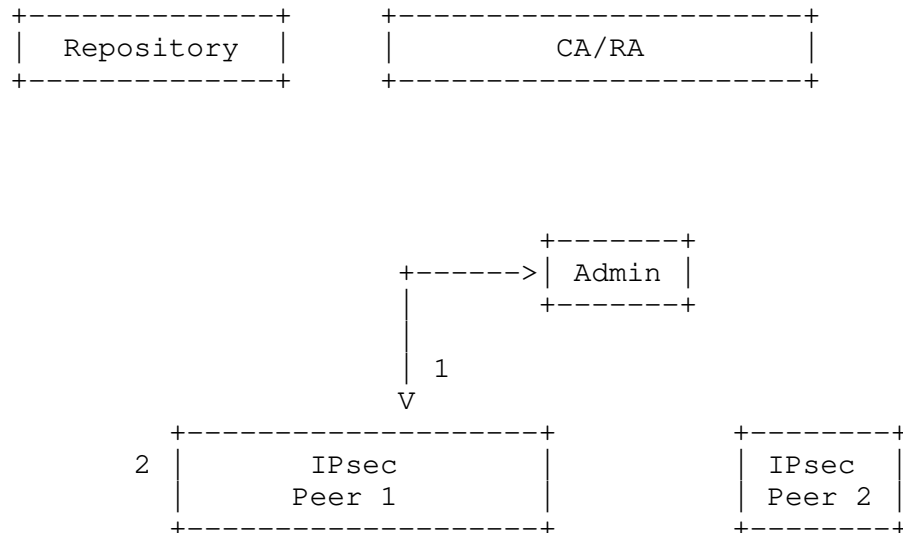 Repository CA/RA
Admin
1
2 IPsec IPsec
Peer 1 Peer 2